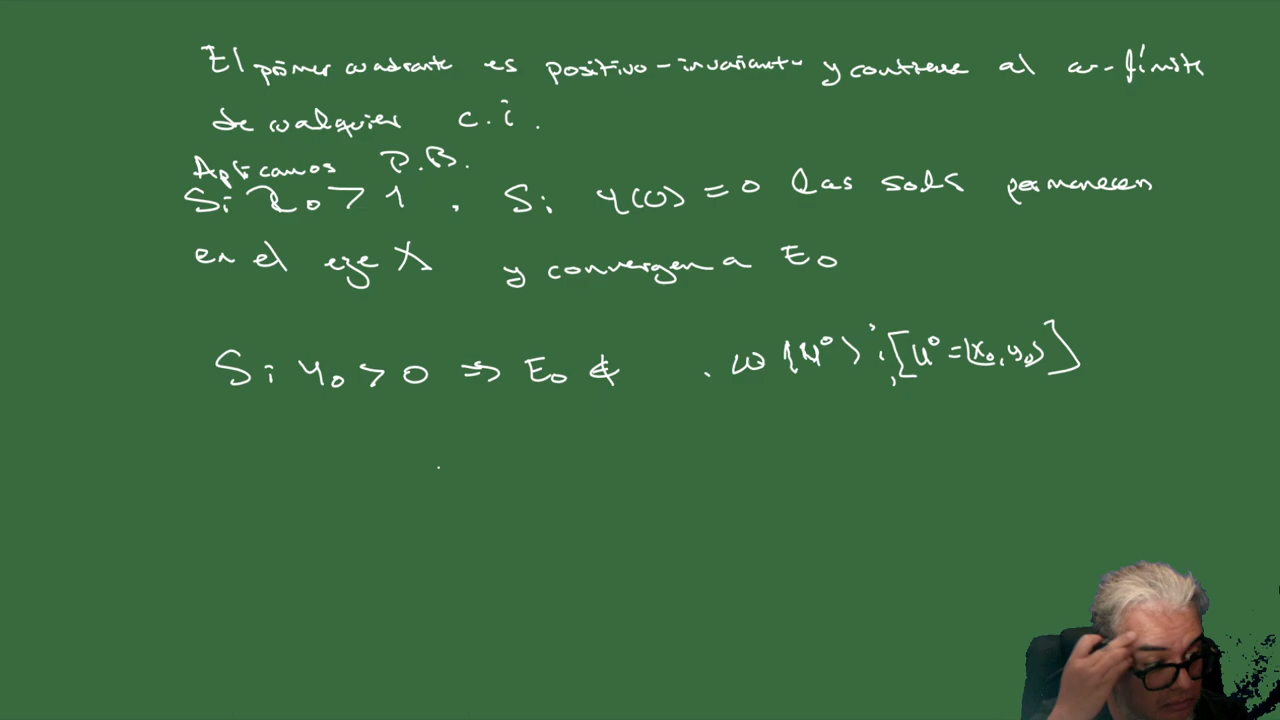 El primer cuadrante es positivo-invariante y contiene al ω-límite
de cualquier c.i.
Aplicamos P.B.
Si R₀ > 1. Si y(0) = 0 las sols permanecen
en el eje X y convergen a E₀
Si y₀ > 0 ⇒ E₀ ∉ ω(u⁰); [u⁰ = (x₀, y₀)]